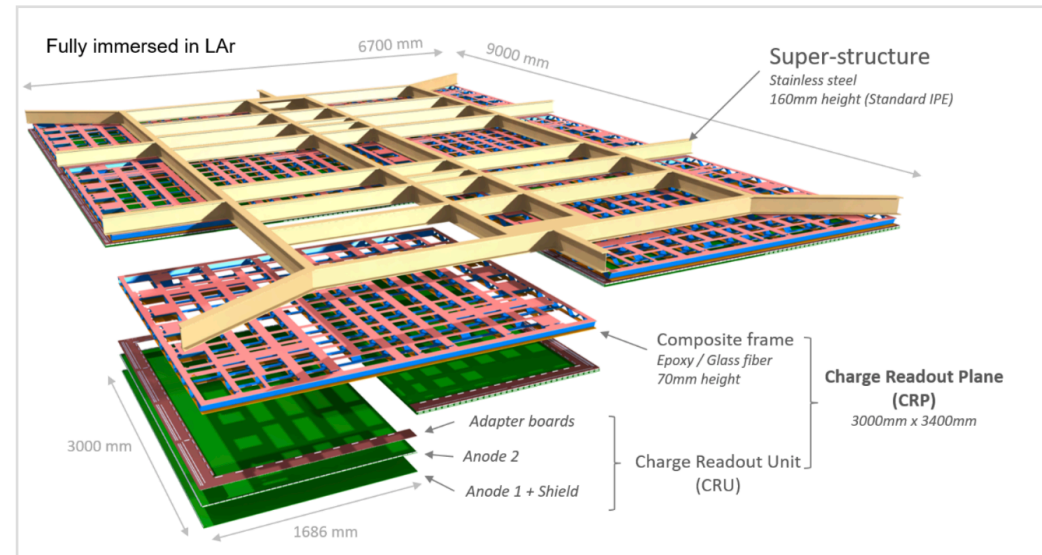 Fully immersed in LAr
6700 mm
9000 mm
Super-structure
Stainless steel
160mm height (Standard IPE)
Composite frame
Epoxy / Glass fiber
70mm height
Charge Readout Plane
(CRP)
3000mm x 3400mm
Adapter boards
Anode 2
Anode 1 + Shield
Charge Readout Unit
(CRU)
3000 mm
1686 mm